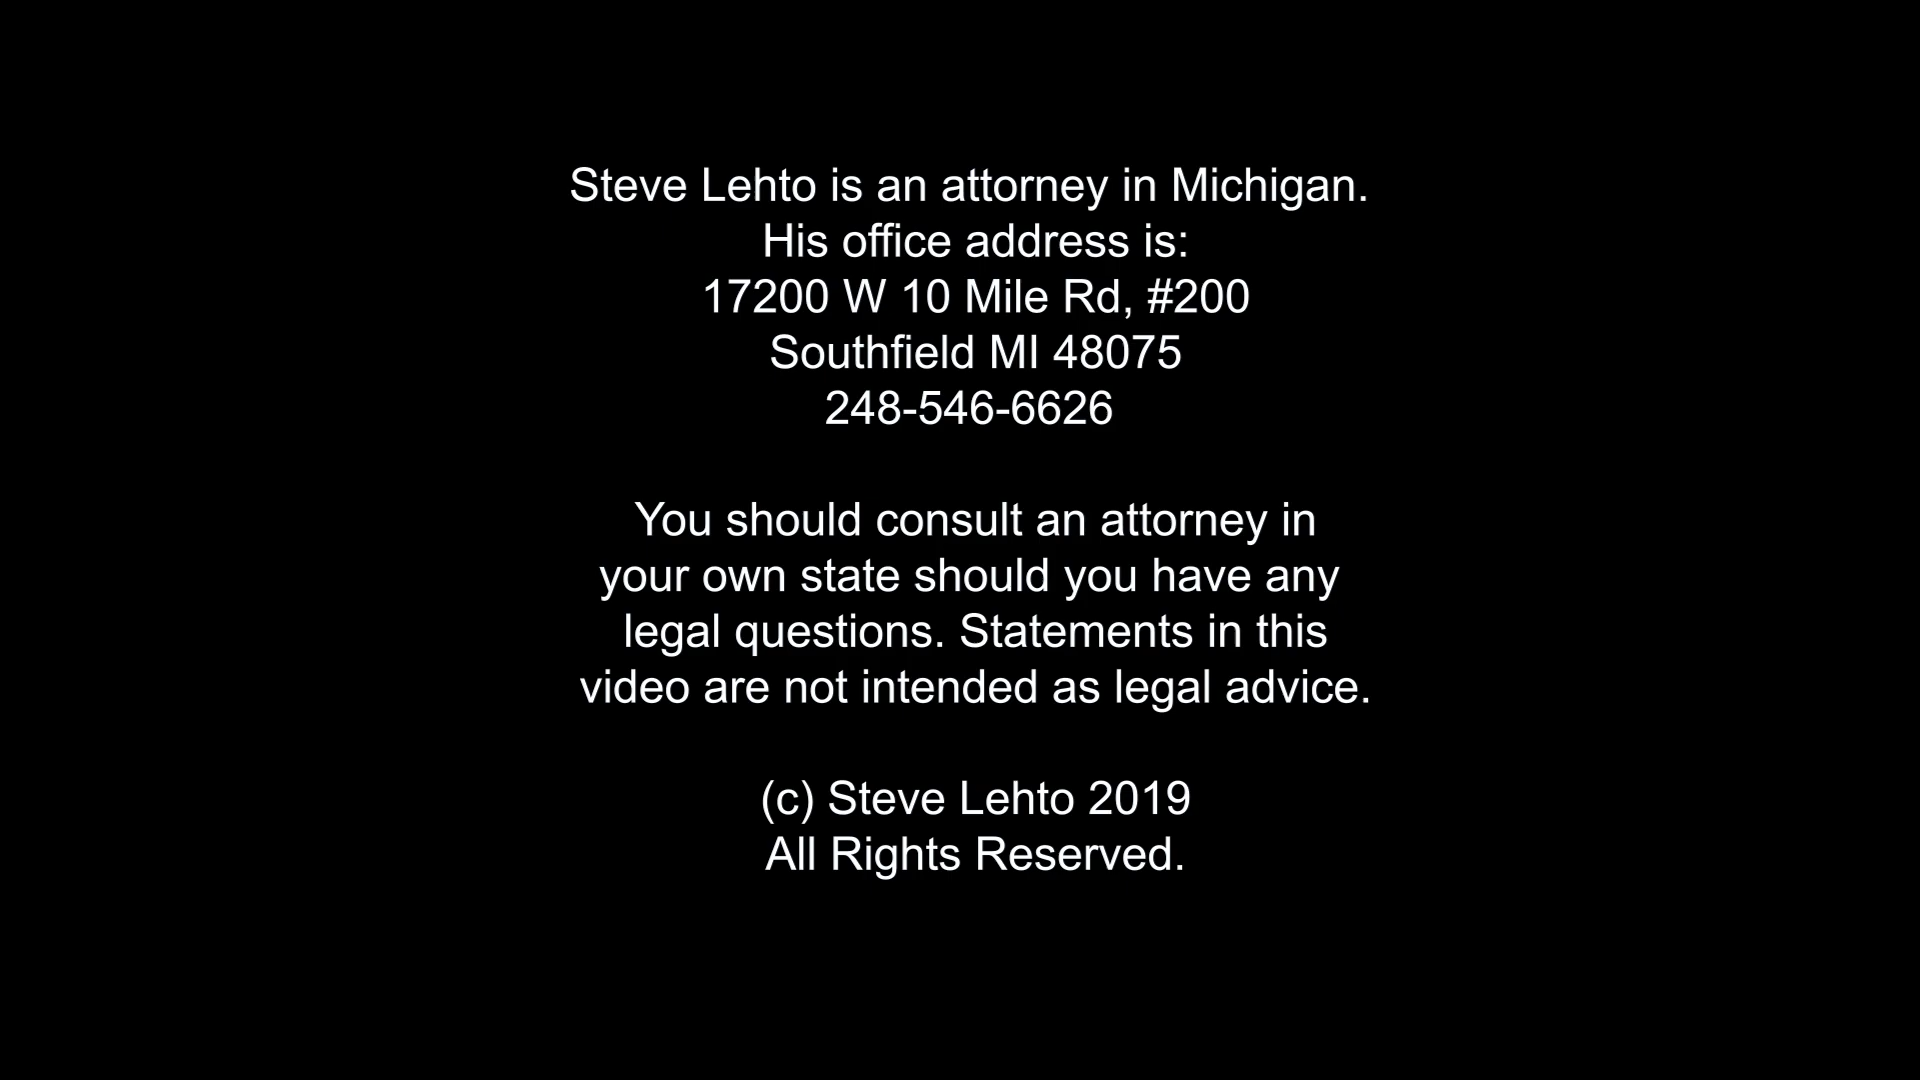 Steve Lehto is an attorney in Michigan.
His office address is:
17200 W 10 Mile Rd, #200
Southfield MI 48075
248-546-6626
You should consult an attorney in
your own state should you have any
legal questions. Statements in this
video are not intended as legal advice.
(c) Steve Lehto 2019
All Rights Reserved.